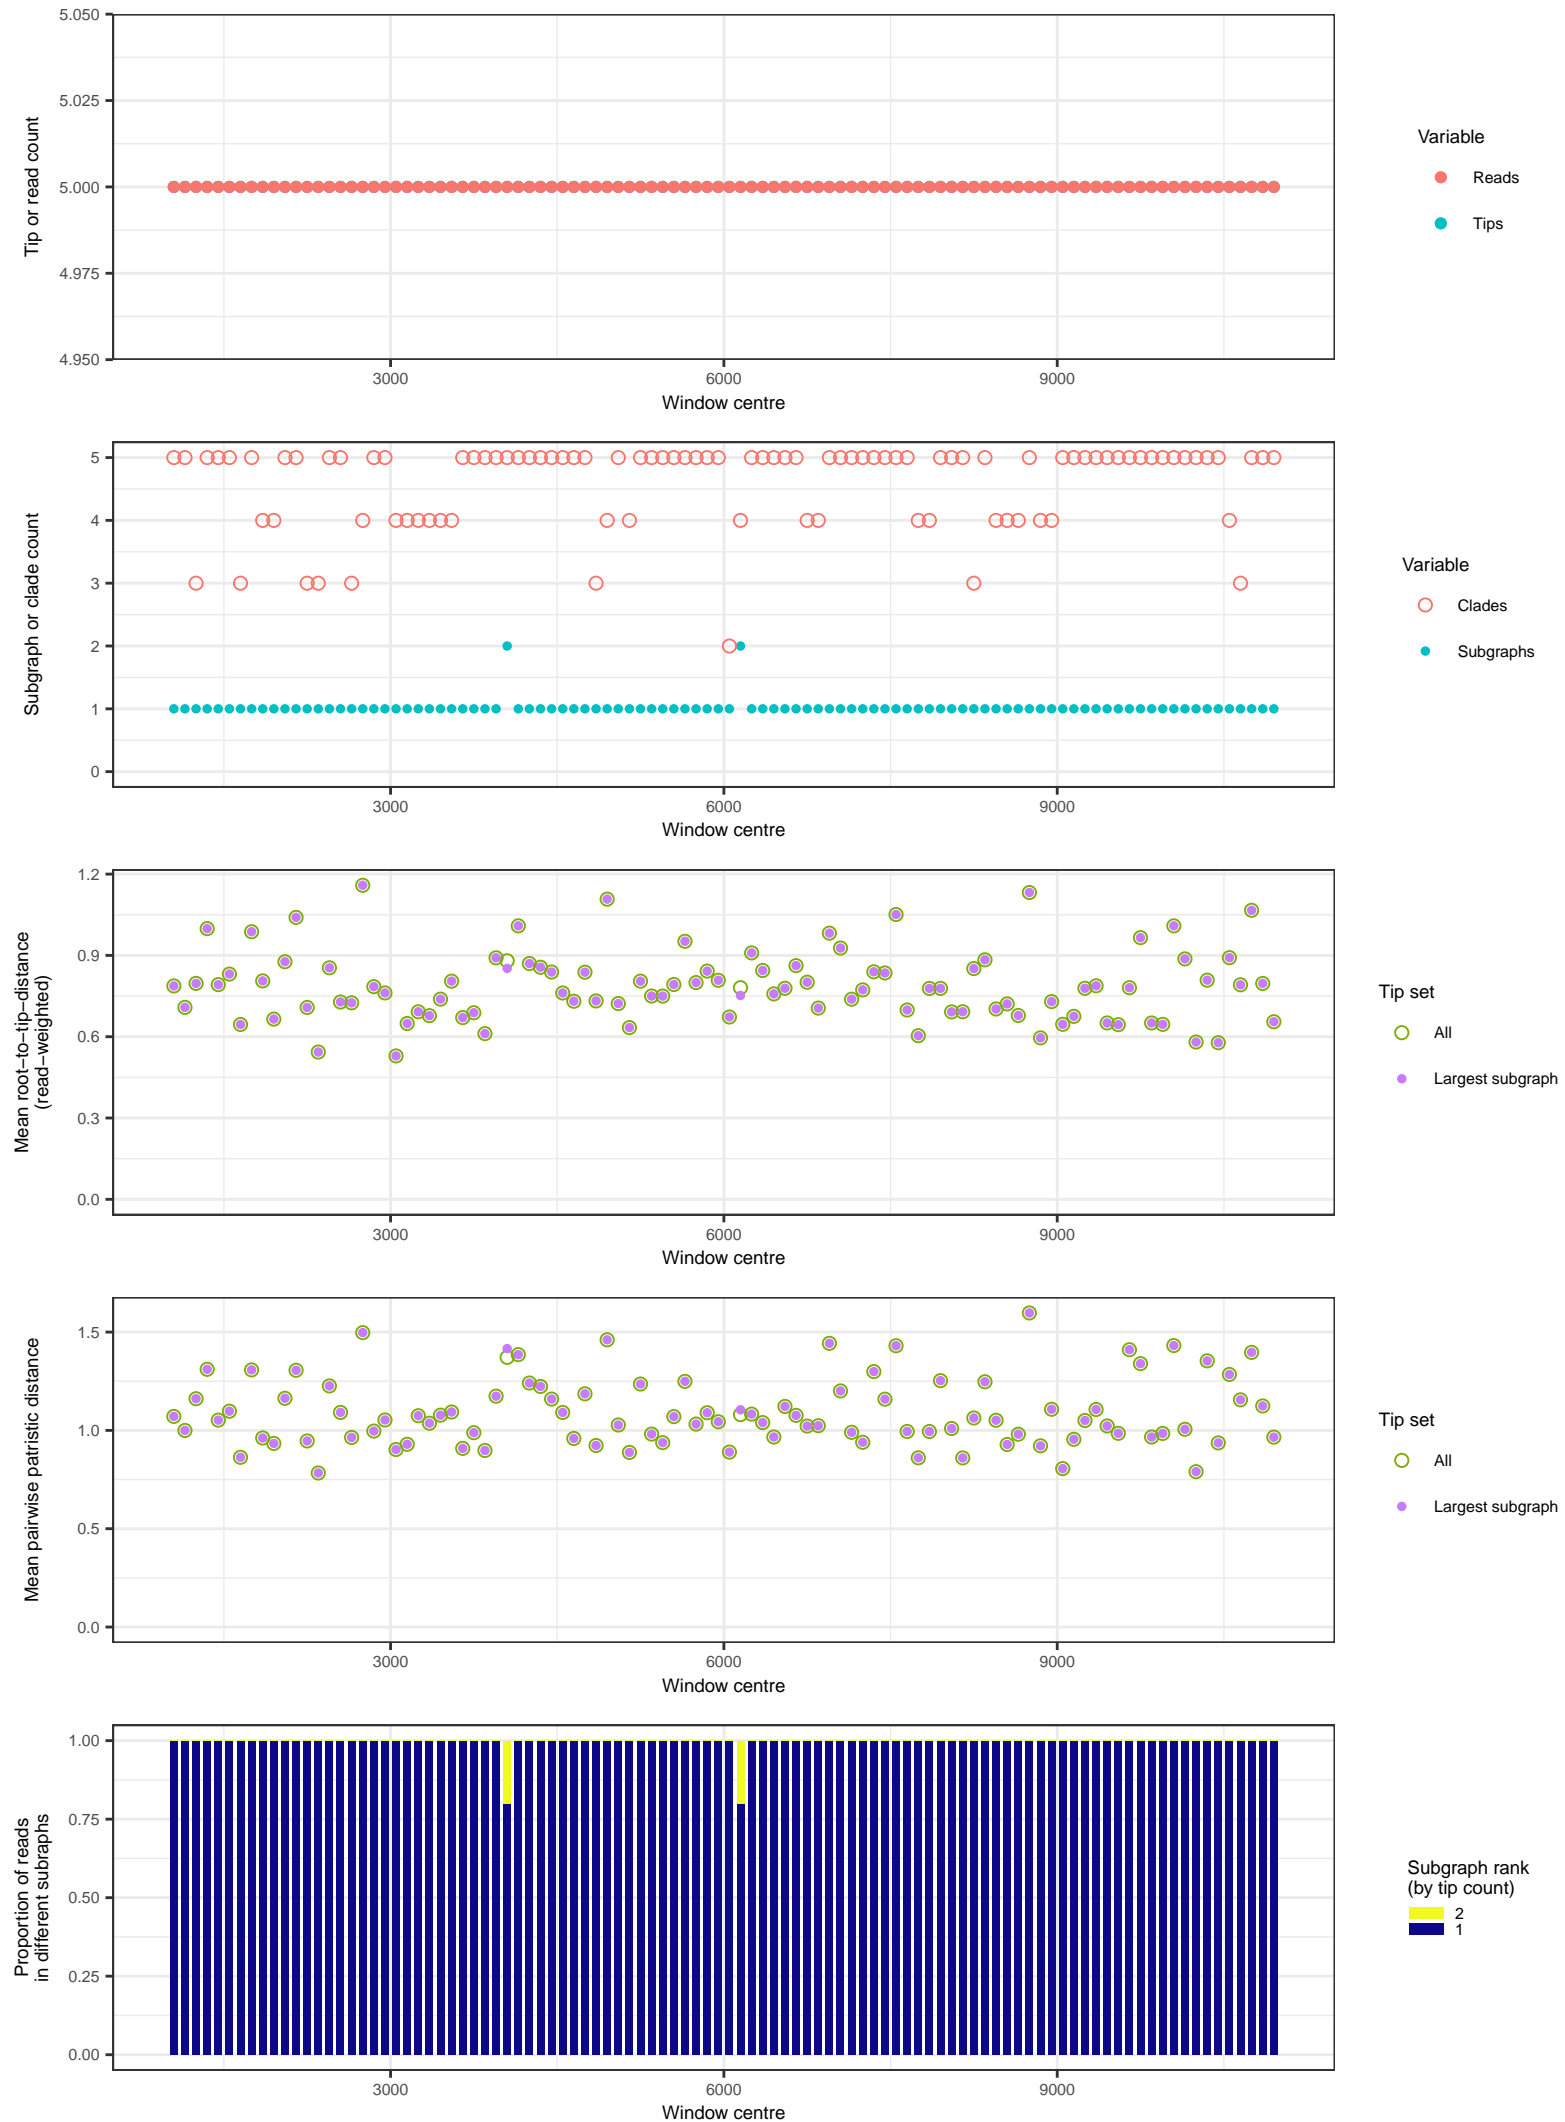 5.050
5.025
5.000
4.975
4.950
Tip or read count
3000 6000 9000
Window centre
Variable
Reads
Tips
5
4
3
2
1
0
Subgraph or clade count
3000 6000 9000
Window centre
Variable
Clades
Subgraphs
1.2
0.9
0.6
0.3
0.0
Mean root−to−tip−distance
(read−weighted)
3000 6000 9000
Window centre
Tip set
All
Largest subgraph
1.5
1.0
0.5
0.0
Mean pairwise patristic distance
3000 6000 9000
Window centre
Tip set
All
Largest subgraph
1.00
0.75
0.50
0.25
0.00
Proportion of reads
in different subraphs
3000 6000 9000
Window centre
Subgraph rank
(by tip count)
2
1